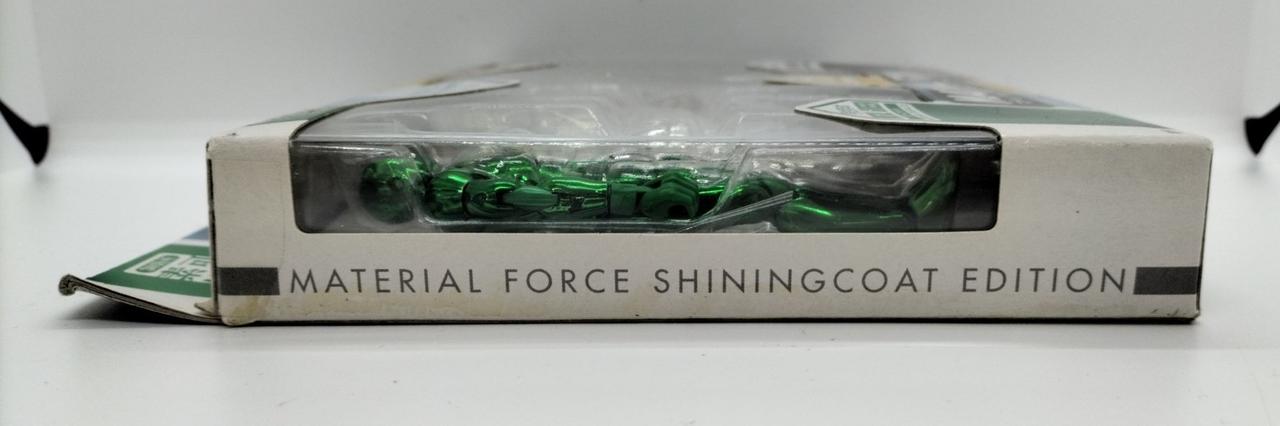 MATERIAL FORCE SHININGCOAT EDITION